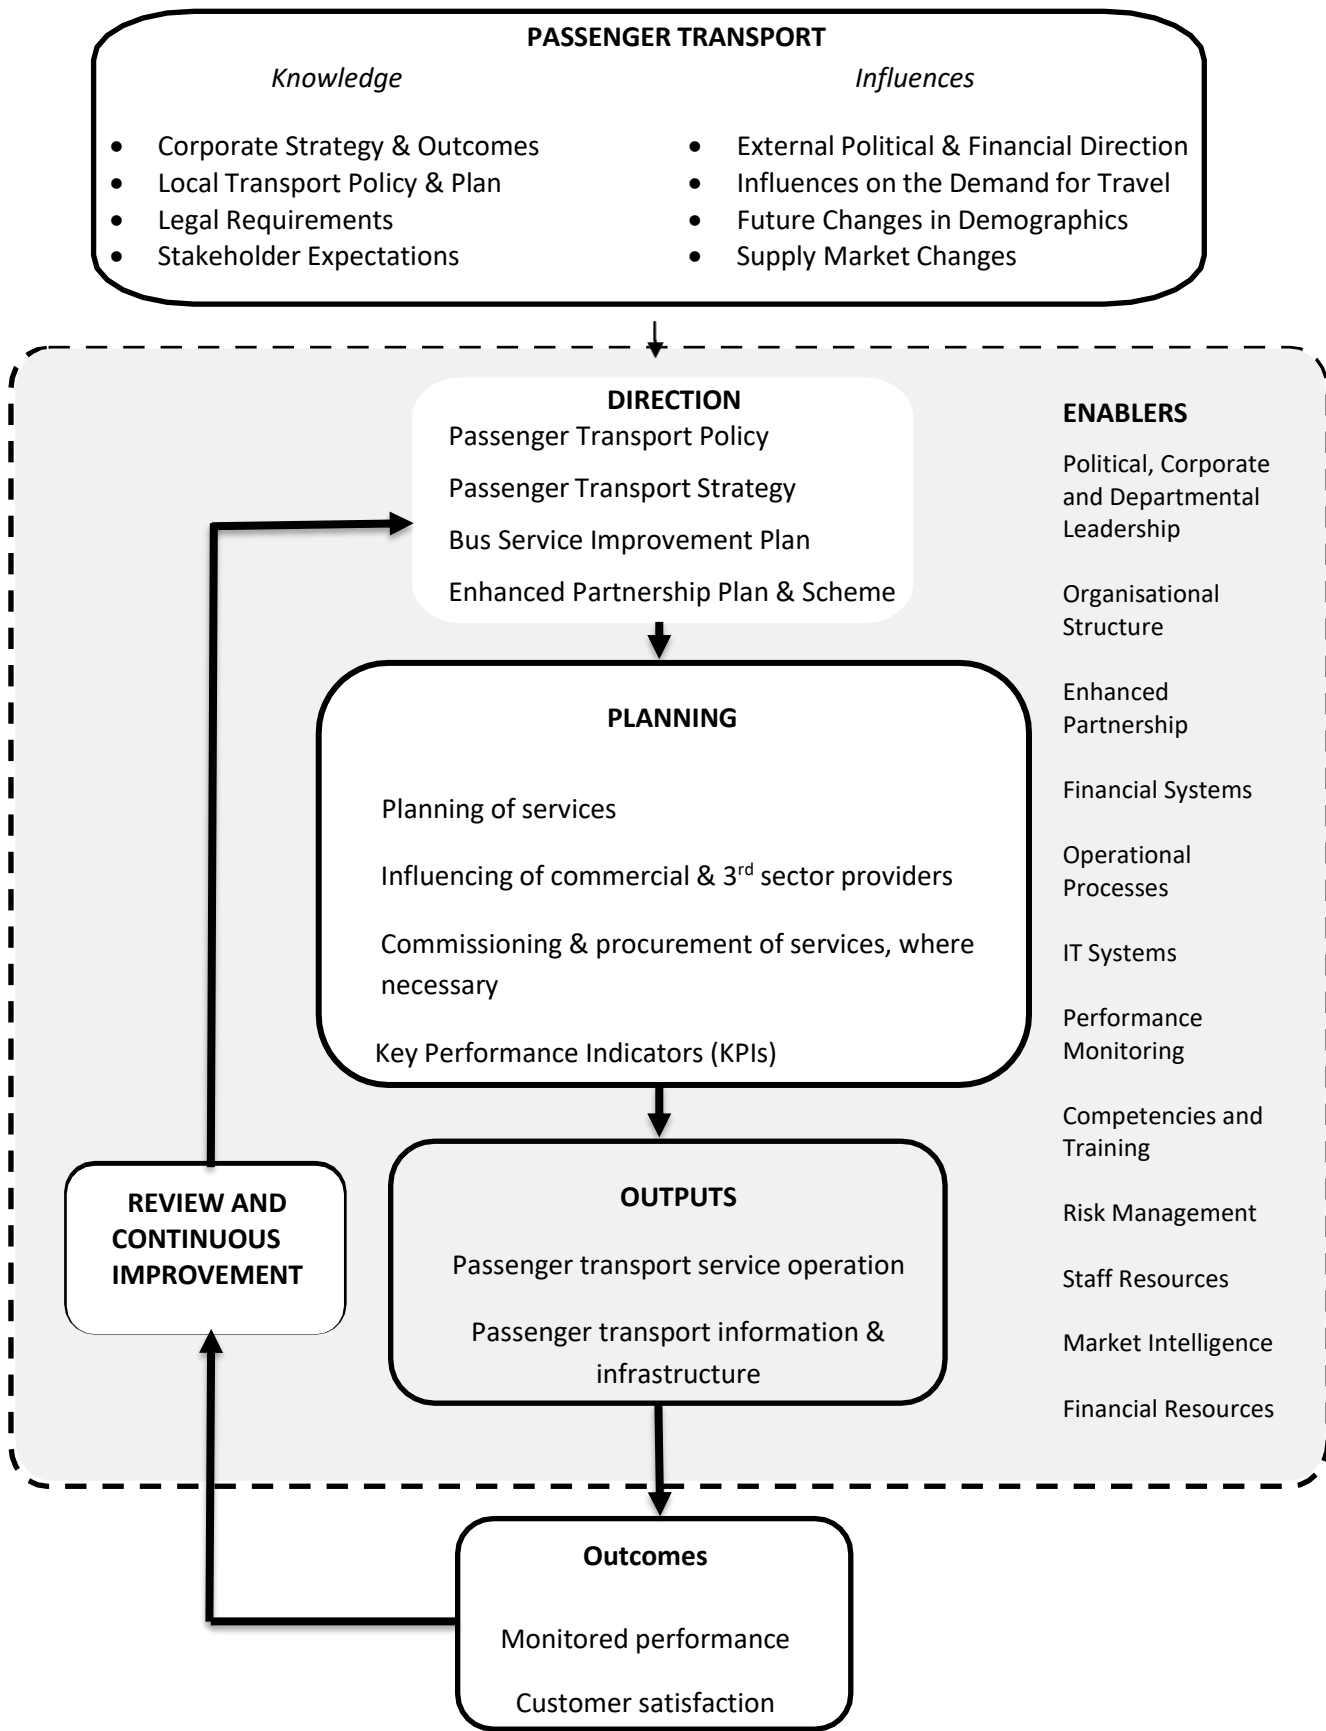 PASSENGER TRANSPORT
Knowledge
• Corporate Strategy & Outcomes
• Local Transport Policy & Plan
• Legal Requirements
• Stakeholder Expectations
Influences
• External Political & Financial Direction
• Influences on the Demand for Travel
• Future Changes in Demographics
• Supply Market Changes
DIRECTION
Passenger Transport Policy
Passenger Transport Strategy
Bus Service Improvement Plan
Enhanced Partnership Plan & Scheme
PLANNING
Planning of services
Influencing of commercial & 3rd sector providers
Commissioning & procurement of services, where
necessary
Key Performance Indicators (KPIs)
OUTPUTS
Passenger transport service operation
Passenger transport information &
infrastructure
Outcomes
Monitored performance
Customer satisfaction
REVIEW AND
CONTINUOUS
IMPROVEMENT
ENABLERS
Political, Corporate
and Departmental
Leadership
Organisational
Structure
Enhanced
Partnership
Financial Systems
Operational
Processes
IT Systems
Performance
Monitoring
Competencies and
Training
Risk Management
Staff Resources
Market Intelligence
Financial Resources